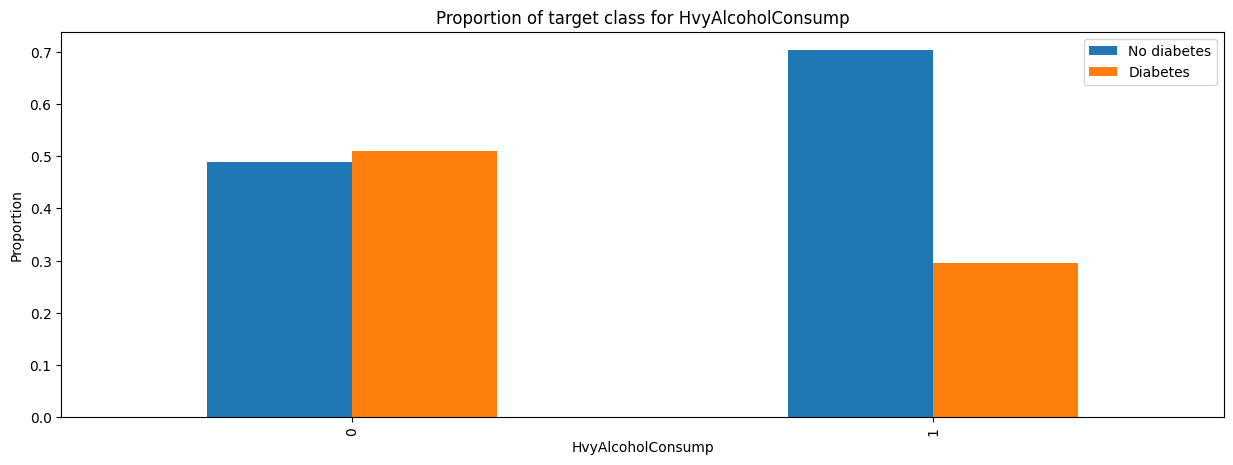 Proportion of target class for HvyAlcoholConsump
No diabetes
Diabetes
0.7
0.6
0.5
0.4
0.3
0.2
0.1
0.0
Proportion
0
1
HvyAlcoholConsump